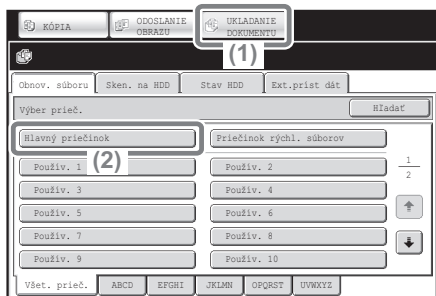 KÓPIA
ODOSLANIE
OBRAZU
UKLADANIE
DOKUMENTU
(1)
Obnov. súboru
Sken. na HDD
Stav HDD
Ext.príst dát
Výber prieč.
Hľadať
Hlavný priečinok
Priečinok rýchl. súborov
(2)
Použív. 1
Použív. 2
1
2
Použív. 3
Použív. 4
Použív. 5
Použív. 6
Použív. 7
Použív. 8
Použív. 9
Použív. 10
Všet. prieč.
ABCD
EFGHI
JKLMN
OPQRST
UVWXYZ